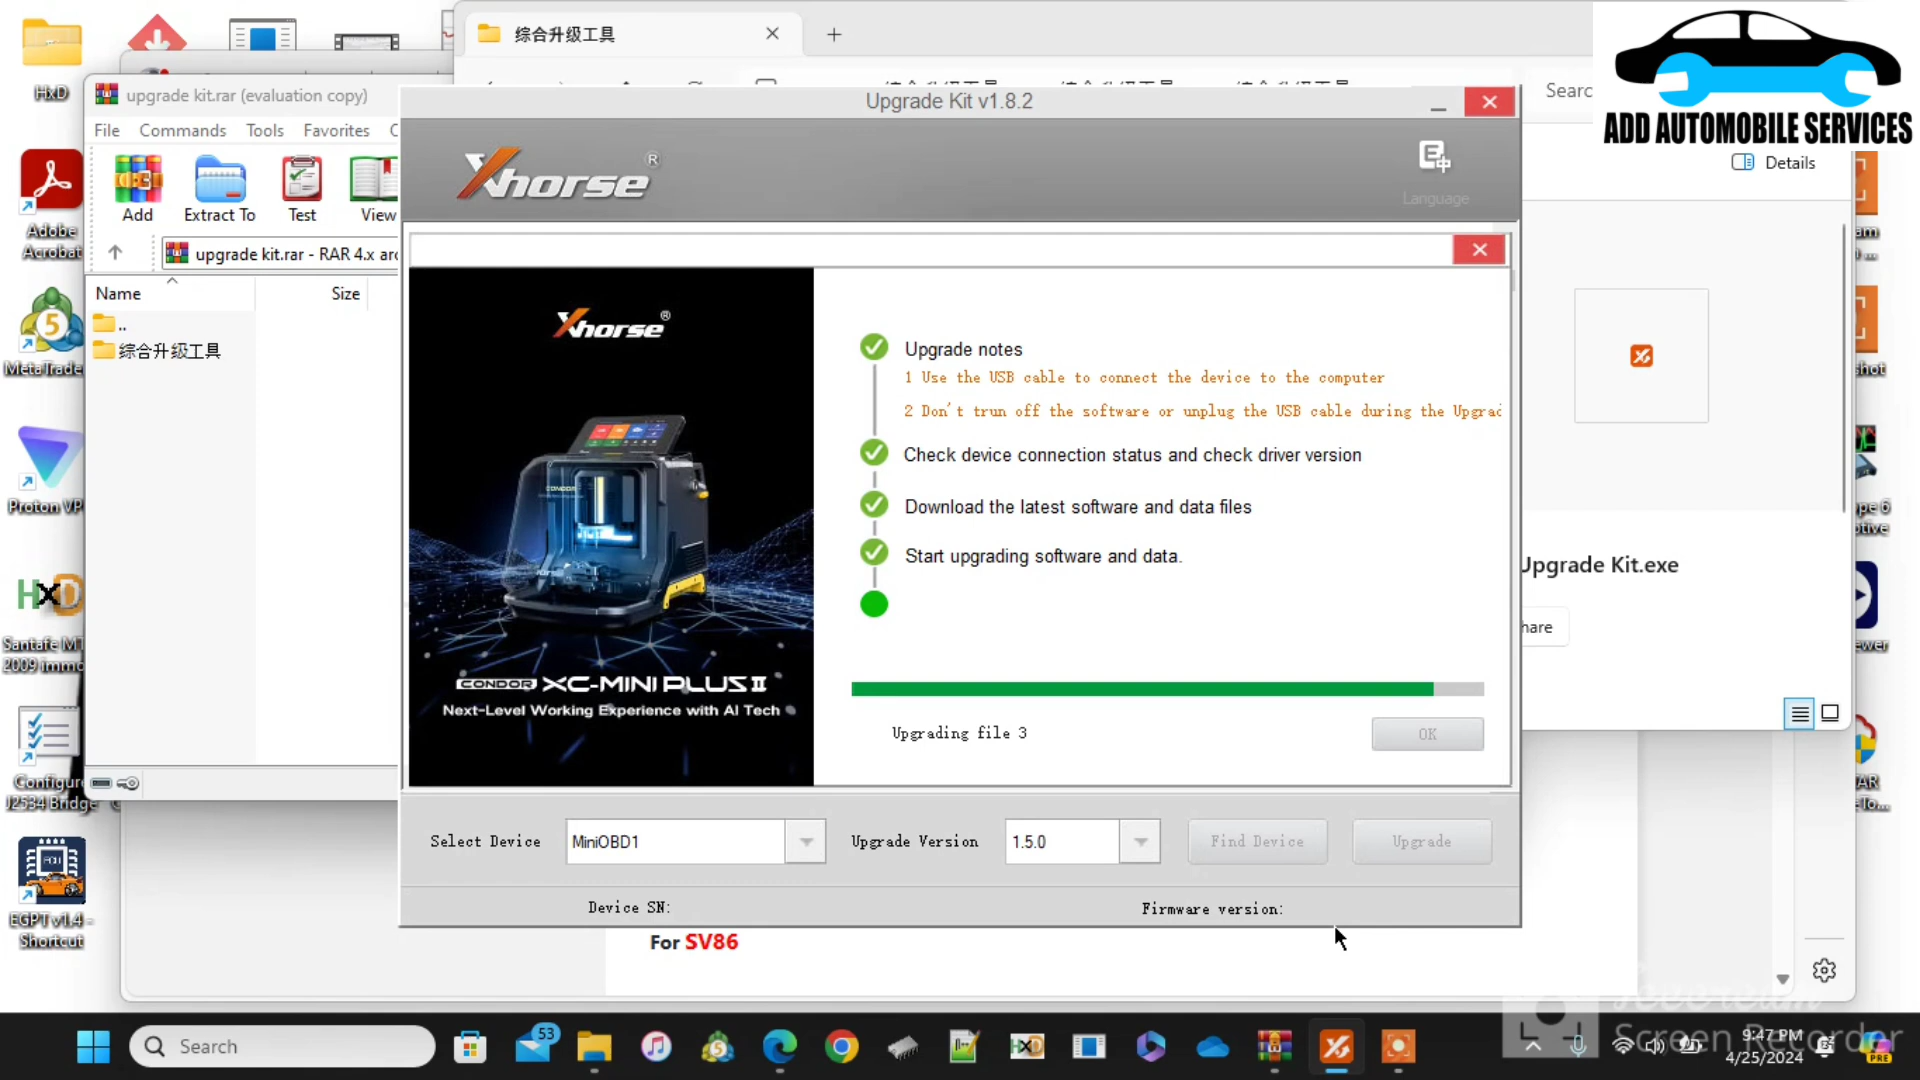 综合升级工具
HxD
upgrade kit.rar (evaluation copy)
Upgrade Kit v1.8.2
Searc
ADD AUTOMOBILE SERVICES
File Commands Tools Favorites
Xhorse®
Language
Details
Add Extract To Test View
Adobe
Acrobat
upgrade kit.rar - RAR 4.x arc
Name Size
..
综合升级工具
Xhorse®
Upgrade notes
1 Use the USB cable to connect the device to the computer
2 Don't trun off the software or unplug the USB cable during the Upgrad
Check device connection status and check driver version
Download the latest software and data files
Start upgrading software and data.
MetaTrade
Proton VP
CONDOR XC-MINI PLUS II
Next-Level Working Experience with AI Tech
Upgrading file 3
OK
Upgrade Kit.exe
hare
Santafe MT
2009 immo
Configure
J2534 Bridge
Select Device MiniOBD1 Upgrade Version 1.5.0 Find Device Upgrade
Device SN: Firmware version:
EGPT v1.4 -
Shortcut
For SV86
Search
53
9:47 PM
4/25/2024
Screen Recorder
PRE